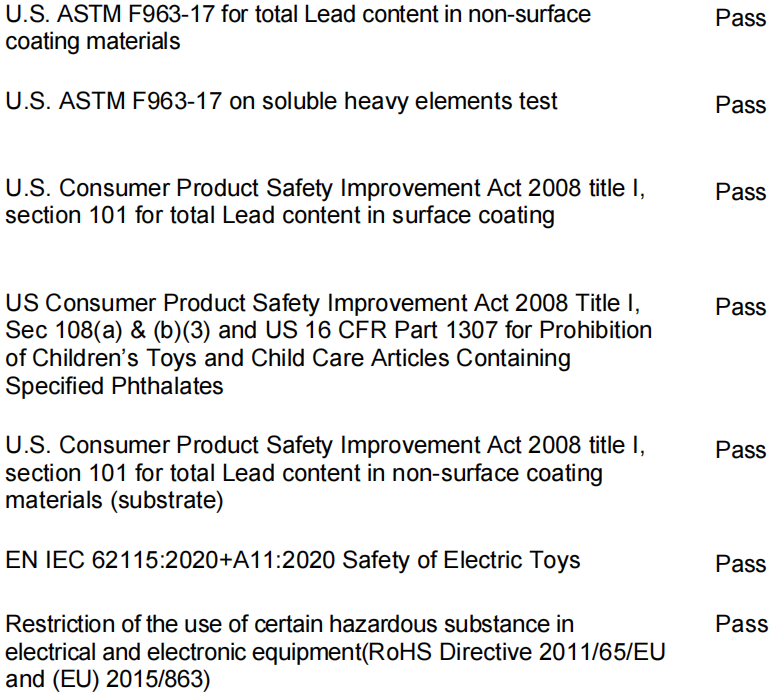 U.S. ASTM F963-17 for total Lead content in non-surface Pass
coating materials
U.S. ASTM F963-17 on soluble heavy elements test Pass
U.S. Consumer Product Safety Improvement Act 2008 title I, Pass
section 101 for total Lead content in surface coating
US Consumer Product Safety Improvement Act 2008 Title I, Pass
Sec 108(a) & (b)(3) and US 16 CFR Part 1307 for Prohibition
of Children’s Toys and Child Care Articles Containing
Specified Phthalates
U.S. Consumer Product Safety Improvement Act 2008 title I, Pass
section 101 for total Lead content in non-surface coating
materials (substrate)
EN IEC 62115:2020+A11:2020 Safety of Electric Toys Pass
Restriction of the use of certain hazardous substance in Pass
electrical and electronic equipment(RoHS Directive 2011/65/EU
and (EU) 2015/863)